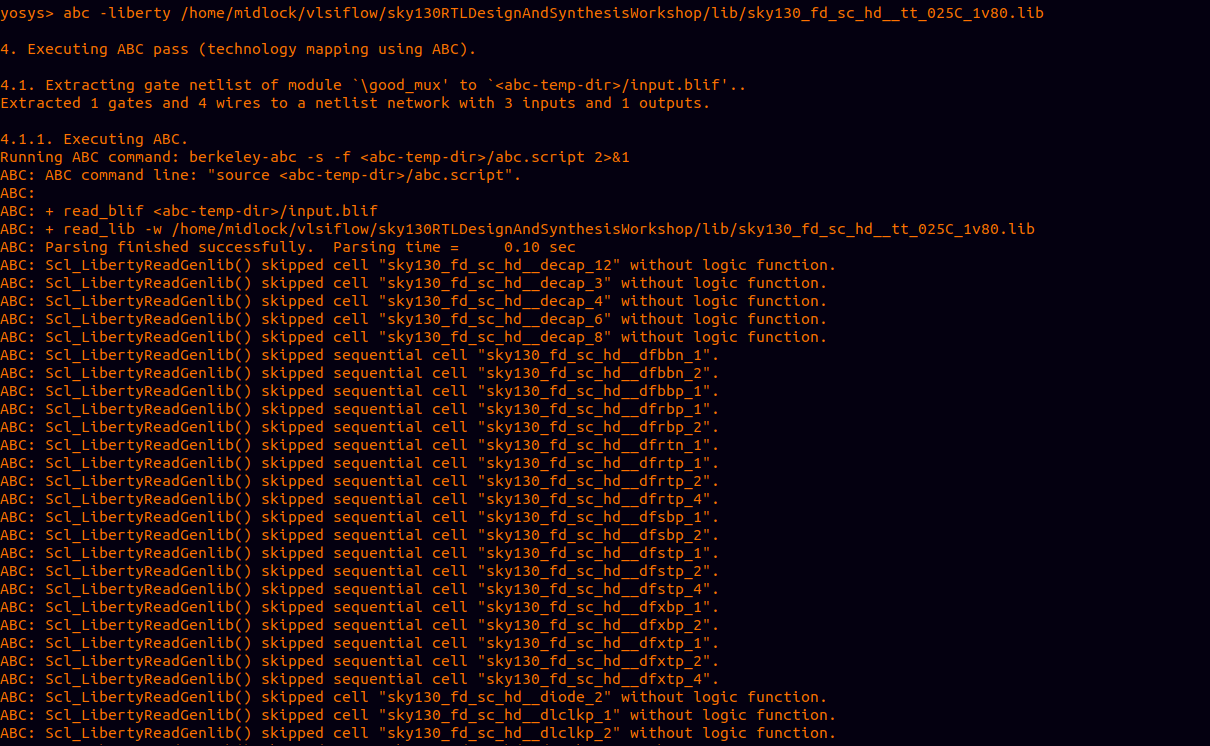 yosys> abc -liberty /home/midlock/vlsiflow/sky130RTLDesignAndSynthesisWorkshop/lib/sky130_fd_sc_hd__tt_025C_1v80.lib
4. Executing ABC pass (technology mapping using ABC).
4.1. Extracting gate netlist of module `\good_mux' to `<abc-temp-dir>/input.blif'..
Extracted 1 gates and 4 wires to a netlist network with 3 inputs and 1 outputs.
4.1.1. Executing ABC.
Running ABC command: berkeley-abc -s -f <abc-temp-dir>/abc.script 2>&1
ABC: ABC command line: "source <abc-temp-dir>/abc.script".
ABC:
ABC: + read_blif <abc-temp-dir>/input.blif
ABC: + read_lib -w /home/midlock/vlsiflow/sky130RTLDesignAndSynthesisWorkshop/lib/sky130_fd_sc_hd__tt_025C_1v80.lib
ABC: Parsing finished successfully.  Parsing time =     0.10 sec
ABC: Scl_LibertyReadGenlib() skipped cell "sky130_fd_sc_hd__decap_12" without logic function.
ABC: Scl_LibertyReadGenlib() skipped cell "sky130_fd_sc_hd__decap_3" without logic function.
ABC: Scl_LibertyReadGenlib() skipped cell "sky130_fd_sc_hd__decap_4" without logic function.
ABC: Scl_LibertyReadGenlib() skipped cell "sky130_fd_sc_hd__decap_6" without logic function.
ABC: Scl_LibertyReadGenlib() skipped cell "sky130_fd_sc_hd__decap_8" without logic function.
ABC: Scl_LibertyReadGenlib() skipped sequential cell "sky130_fd_sc_hd__dfbbn_1".
ABC: Scl_LibertyReadGenlib() skipped sequential cell "sky130_fd_sc_hd__dfbbn_2".
ABC: Scl_LibertyReadGenlib() skipped sequential cell "sky130_fd_sc_hd__dfbbp_1".
ABC: Scl_LibertyReadGenlib() skipped sequential cell "sky130_fd_sc_hd__dfrbp_1".
ABC: Scl_LibertyReadGenlib() skipped sequential cell "sky130_fd_sc_hd__dfrbp_2".
ABC: Scl_LibertyReadGenlib() skipped sequential cell "sky130_fd_sc_hd__dfrtn_1".
ABC: Scl_LibertyReadGenlib() skipped sequential cell "sky130_fd_sc_hd__dfrtp_1".
ABC: Scl_LibertyReadGenlib() skipped sequential cell "sky130_fd_sc_hd__dfrtp_2".
ABC: Scl_LibertyReadGenlib() skipped sequential cell "sky130_fd_sc_hd__dfrtp_4".
ABC: Scl_LibertyReadGenlib() skipped sequential cell "sky130_fd_sc_hd__dfsbp_1".
ABC: Scl_LibertyReadGenlib() skipped sequential cell "sky130_fd_sc_hd__dfsbp_2".
ABC: Scl_LibertyReadGenlib() skipped sequential cell "sky130_fd_sc_hd__dfstp_1".
ABC: Scl_LibertyReadGenlib() skipped sequential cell "sky130_fd_sc_hd__dfstp_2".
ABC: Scl_LibertyReadGenlib() skipped sequential cell "sky130_fd_sc_hd__dfstp_4".
ABC: Scl_LibertyReadGenlib() skipped sequential cell "sky130_fd_sc_hd__dfxbp_1".
ABC: Scl_LibertyReadGenlib() skipped sequential cell "sky130_fd_sc_hd__dfxbp_2".
ABC: Scl_LibertyReadGenlib() skipped sequential cell "sky130_fd_sc_hd__dfxtp_1".
ABC: Scl_LibertyReadGenlib() skipped sequential cell "sky130_fd_sc_hd__dfxtp_2".
ABC: Scl_LibertyReadGenlib() skipped sequential cell "sky130_fd_sc_hd__dfxtp_4".
ABC: Scl_LibertyReadGenlib() skipped cell "sky130_fd_sc_hd__diode_2" without logic function.
ABC: Scl_LibertyReadGenlib() skipped cell "sky130_fd_sc_hd__dlclkp_1" without logic function.
ABC: Scl_LibertyReadGenlib() skipped cell "sky130_fd_sc_hd__dlclkp_2" without logic function.